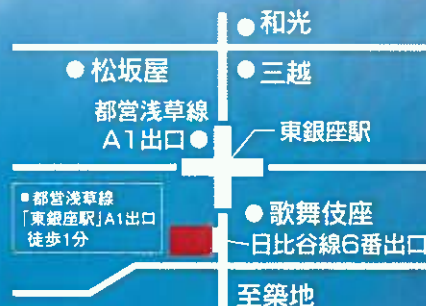 ●和光
●松坂屋
●三越
都営浅草線
A1出口●
東銀座駅
■都営浅草線
「東銀座駅」A1出口
徒歩1分
●歌舞伎座
日比谷線6番出口
至築地